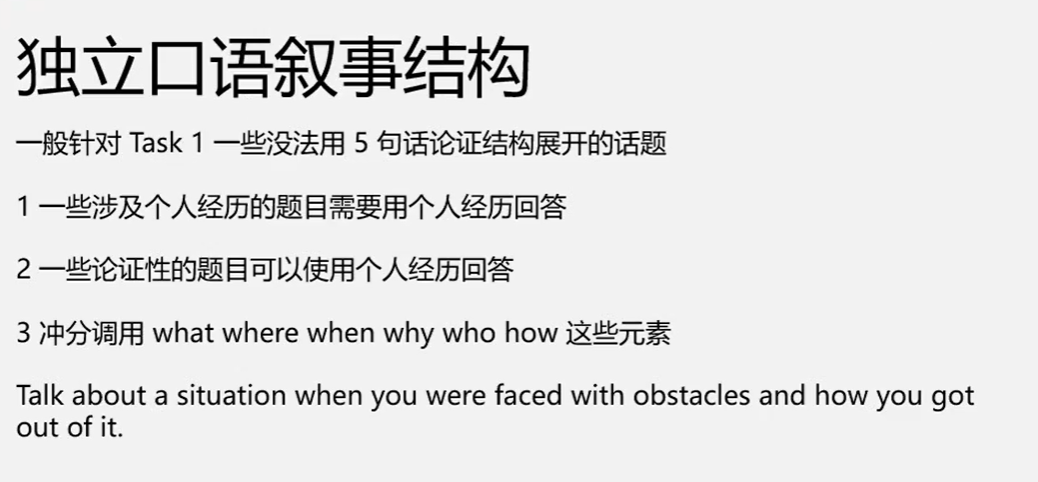 独立口语叙事结构
一般针对 Task 1 一些没法用 5 句话论证结构展开的话题
1 一些涉及个人经历的题目需要用个人经历回答
2 一些论证性的题目可以使用个人经历回答
3 冲分调用 what where when why who how 这些元素
Talk about a situation when you were faced with obstacles and how you got
out of it.